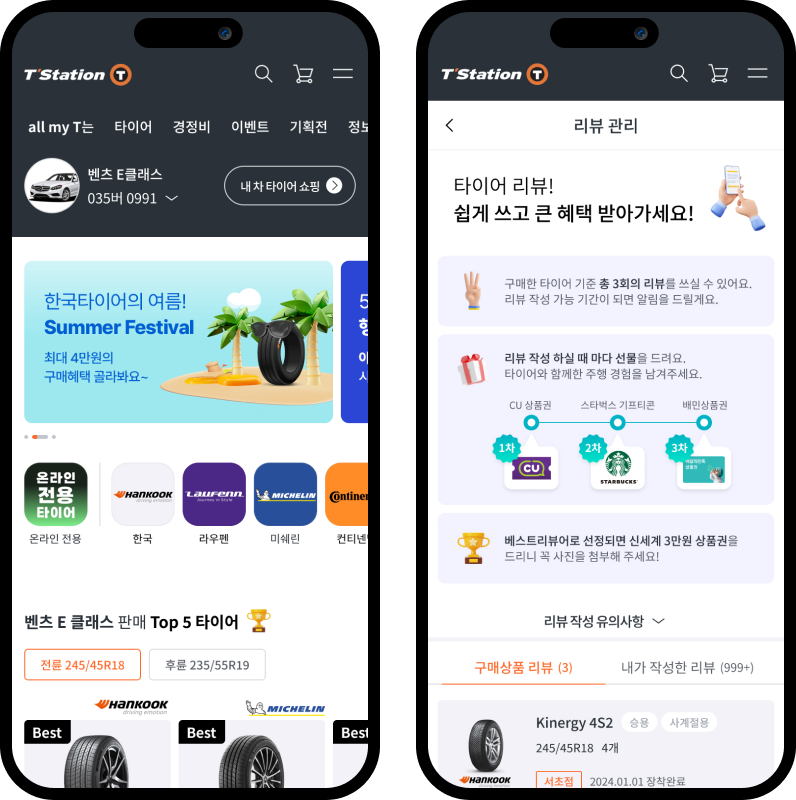 T'Station T
all my T는 타이어 경정비 이벤트 기획전 정보
벤츠 E클래스
035버 0991
내 차 타이어 쇼핑
한국타이어의 여름!
Summer Festival
최대 4만원의
구매혜택 골라봐요~
온라인
전용
타이어
HANKOOK
driving emotion
Laufenn
Journey in Style
MICHELIN
Continen
온라인 전용
한국
라우펜
미쉐린
컨티넨탈
벤츠 E 클래스 판매 Top 5 타이어
전륜 245/45R18
후륜 235/55R19
HANKOOK
driving emotion
MICHELIN
Best
Best
Best
T'Station T
리뷰 관리
타이어 리뷰!
쉽게 쓰고 큰 혜택 받아가세요!
구매한 타이어 기준 총 3회의 리뷰를 쓰실 수 있어요.
리뷰 작성 가능 기간이 되면 알림을 드릴게요.
리뷰 작성 하실 때 마다 선물을 드려요.
타이어와 함께한 주행 경험을 남겨주세요.
CU 상품권
스타벅스 기프티콘
배민상품권
1차
CU
2차
STARBUCKS
3차
베스트리뷰어로 선정되면 신세계 3만원 상품권을
드리니 꼭 사진을 첨부해 주세요!
리뷰 작성 유의사항
구매상품 리뷰 (3)
내가 작성한 리뷰 (999+)
Kinergy 4S2 승용 사계절용
245/45R18 4개
HANKOOK
서초점 2024.01.01 장착완료